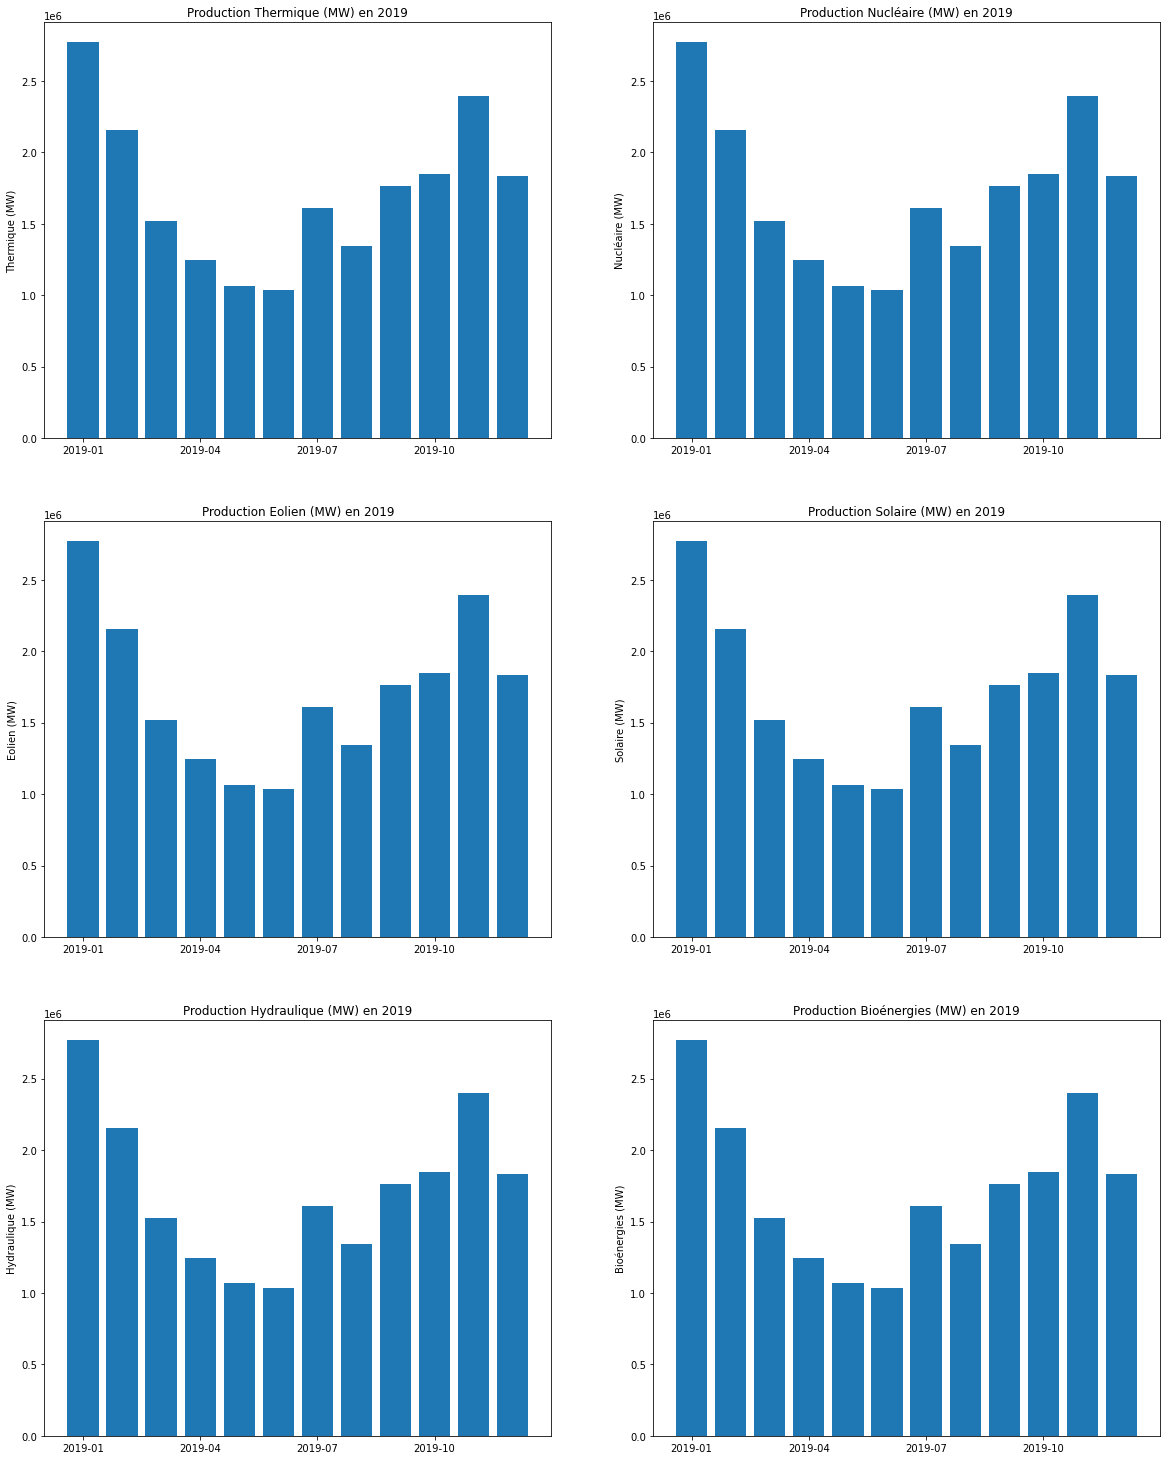 Production Thermique (MW) en 2019
1e6
Thermique (MW)
2.5
2.0
1.5
1.0
0.5
0.0
2019-01 2019-04 2019-07 2019-10
Production Nucléaire (MW) en 2019
1e6
Nucléaire (MW)
2.5
2.0
1.5
1.0
0.5
0.0
2019-01 2019-04 2019-07 2019-10
Production Eolien (MW) en 2019
1e6
Eolien (MW)
2.5
2.0
1.5
1.0
0.5
0.0
2019-01 2019-04 2019-07 2019-10
Production Solaire (MW) en 2019
1e6
Solaire (MW)
2.5
2.0
1.5
1.0
0.5
0.0
2019-01 2019-04 2019-07 2019-10
Production Hydraulique (MW) en 2019
1e6
Hydraulique (MW)
2.5
2.0
1.5
1.0
0.5
0.0
2019-01 2019-04 2019-07 2019-10
Production Bioénergies (MW) en 2019
1e6
Bioénergies (MW)
2.5
2.0
1.5
1.0
0.5
0.0
2019-01 2019-04 2019-07 2019-10